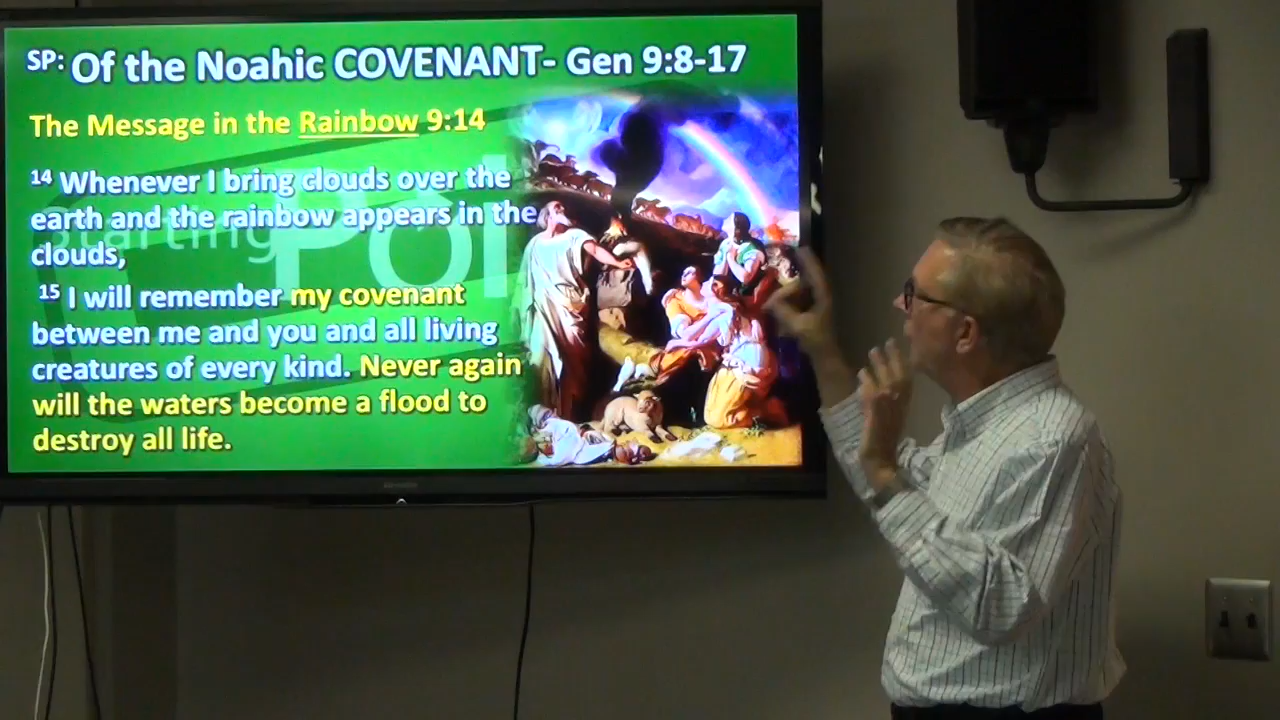 SP: Of the Noahic COVENANT- Gen 9:8-17
The Message in the Rainbow 9:14
14 Whenever I bring clouds over the
earth and the rainbow appears in the
clouds,
15 I will remember my covenant
between me and you and all living
creatures of every kind. Never again
will the waters become a flood to
destroy all life.
Starting